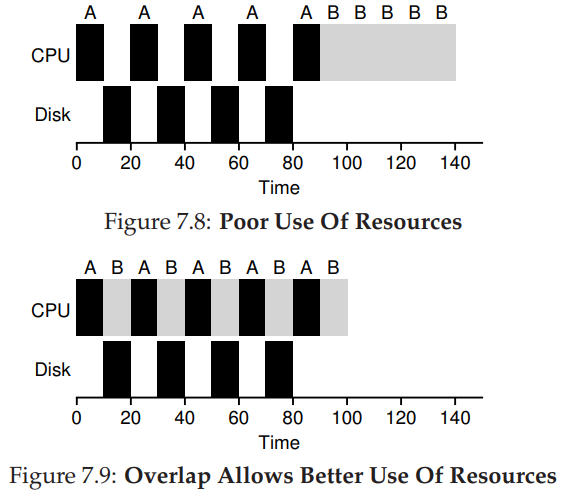 A A A A A B B B B B
CPU
Disk
0 20 40 60 80 100 120 140
Time
Figure 7.8: Poor Use Of Resources
A B A B A B A B A B
CPU
Disk
0 20 40 60 80 100 120 140
Time
Figure 7.9: Overlap Allows Better Use Of Resources